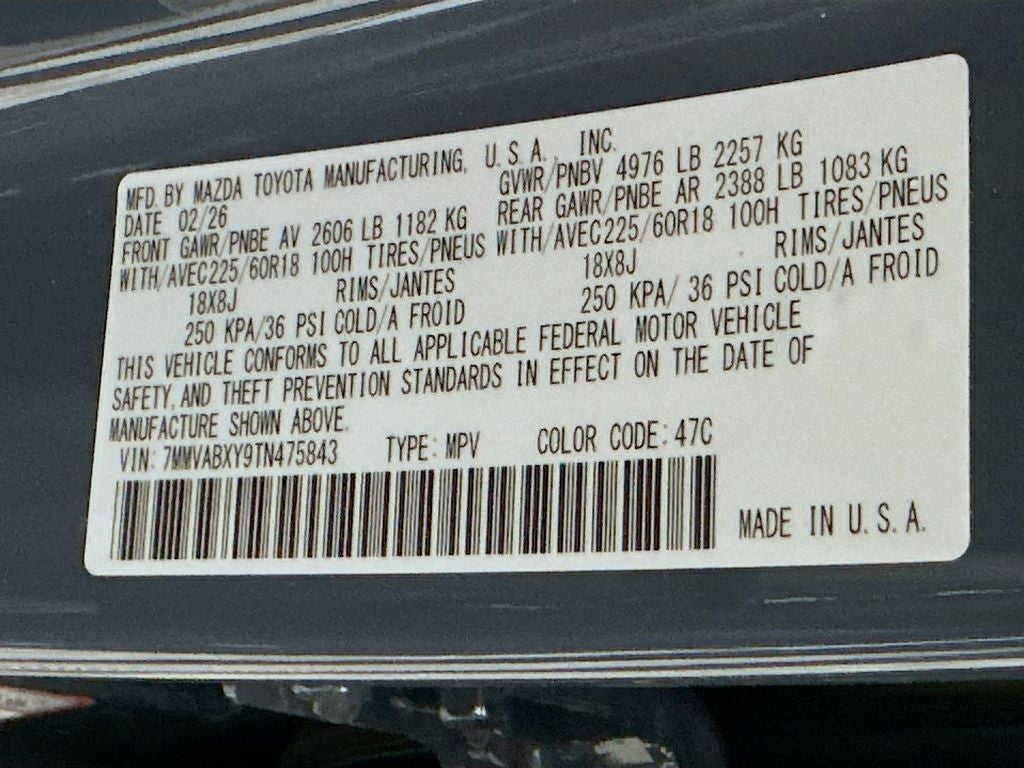 MFD. BY MAZDA TOYOTA MANUFACTURING, U. S. A. INC.
DATE 02/26 GVWR/PNBV 4976 LB 2257 KG
FRONT GAWR/PNBE AV 2606 LB 1182 KG REAR GAWR/PNBE AR 2388 LB 1083 KG
WITH/AVEC225/60R18 100H TIRES/PNEUS WITH/AVEC225/60R18 100H TIRES/PNEUS
18X8J RIMS/JANTES 18X8J RIMS/JANTES
250 KPA/36 PSI COLD/A FROID 250 KPA/ 36 PSI COLD/A FROID
THIS VEHICLE CONFORMS TO ALL APPLICABLE FEDERAL MOTOR VEHICLE
SAFETY, AND THEFT PREVENTION STANDARDS IN EFFECT ON THE DATE OF
MANUFACTURE SHOWN ABOVE.
VIN: 7MMVABXY9TN475843 TYPE: MPV COLOR CODE: 47C
MADE IN U. S. A.